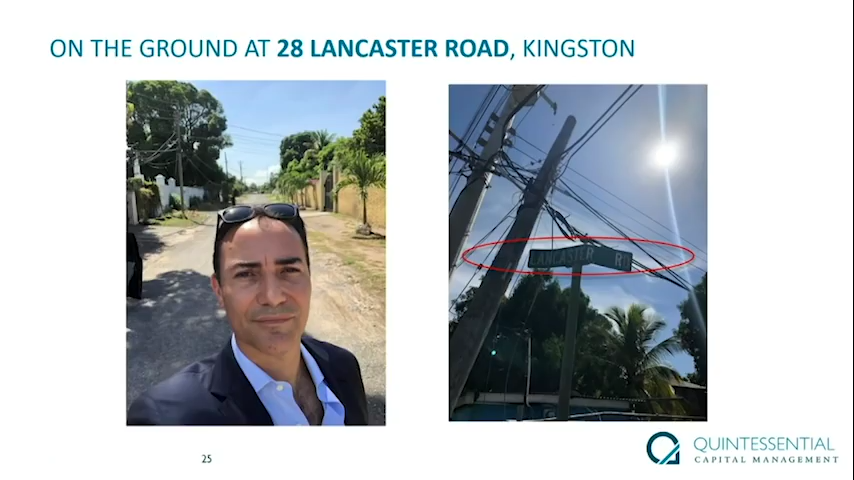 ON THE GROUND AT 28 LANCASTER ROAD, KINGSTON
LANCASTER RD
25
QUINTESSENTIAL
CAPITAL MANAGEMENT